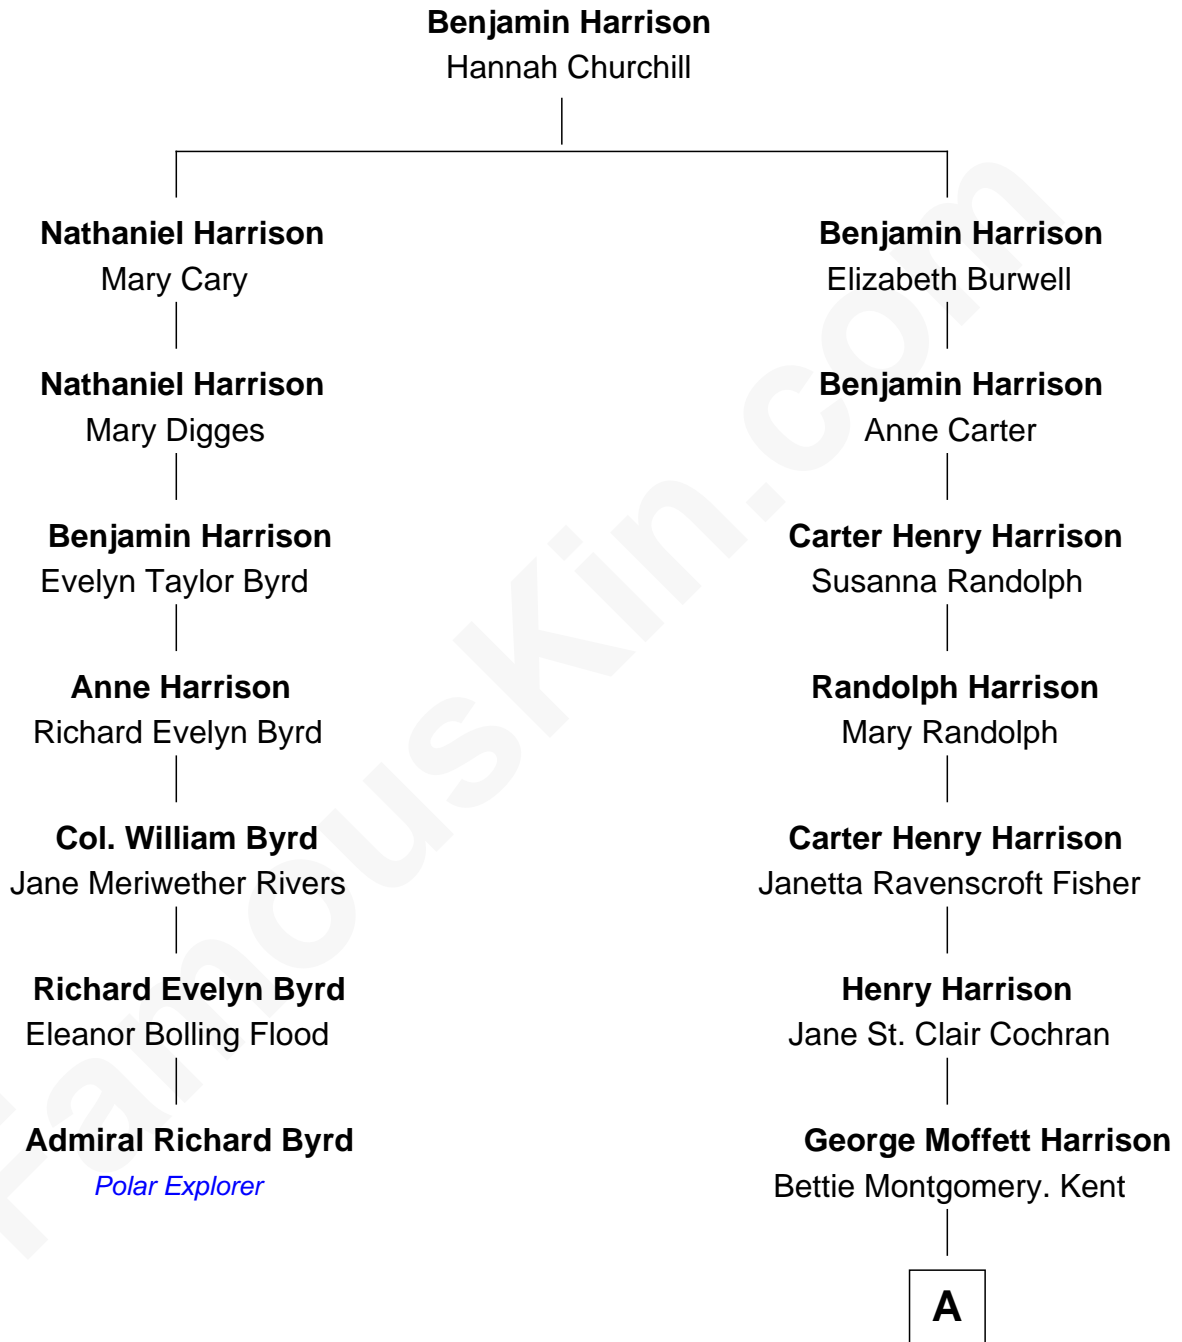 Benjamin Harrison
Hannah Churchill
Nathaniel Harrison
Mary Cary
Benjamin Harrison
Elizabeth Burwell
Nathaniel Harrison
Mary Digges
Benjamin Harrison
Anne Carter
Benjamin Harrison
Evelyn Taylor Byrd
Carter Henry Harrison
Susanna Randolph
Anne Harrison
Richard Evelyn Byrd
Randolph Harrison
Mary Randolph
Col. William Byrd
Jane Meriwether Rivers
Carter Henry Harrison
Janetta Ravenscroft Fisher
Richard Evelyn Byrd
Eleanor Bolling Flood
Henry Harrison
Jane St. Clair Cochran
Admiral Richard Byrd
Polar Explorer
George Moffett Harrison
Bettie Montgomery. Kent
A
FamousKin.com